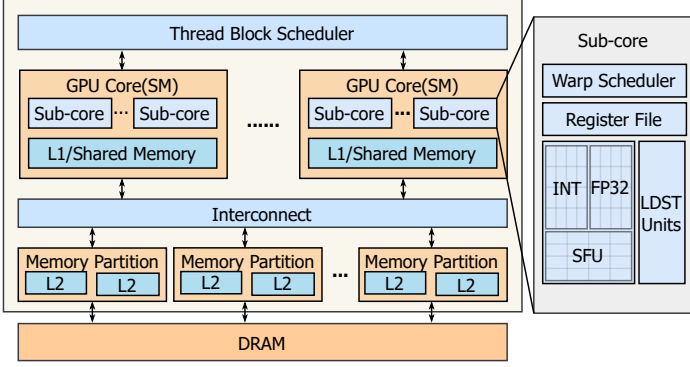 Thread Block Scheduler
GPU Core(SM)
Sub-core ... Sub-core
L1/Shared Memory
......
GPU Core(SM)
Sub-core ... Sub-core
L1/Shared Memory
Interconnect
Memory Partition
L2 L2
Memory Partition
L2 L2
...
Memory Partition
L2 L2
DRAM
Sub-core
Warp Scheduler
Register File
INT FP32
SFU
LDST
Units